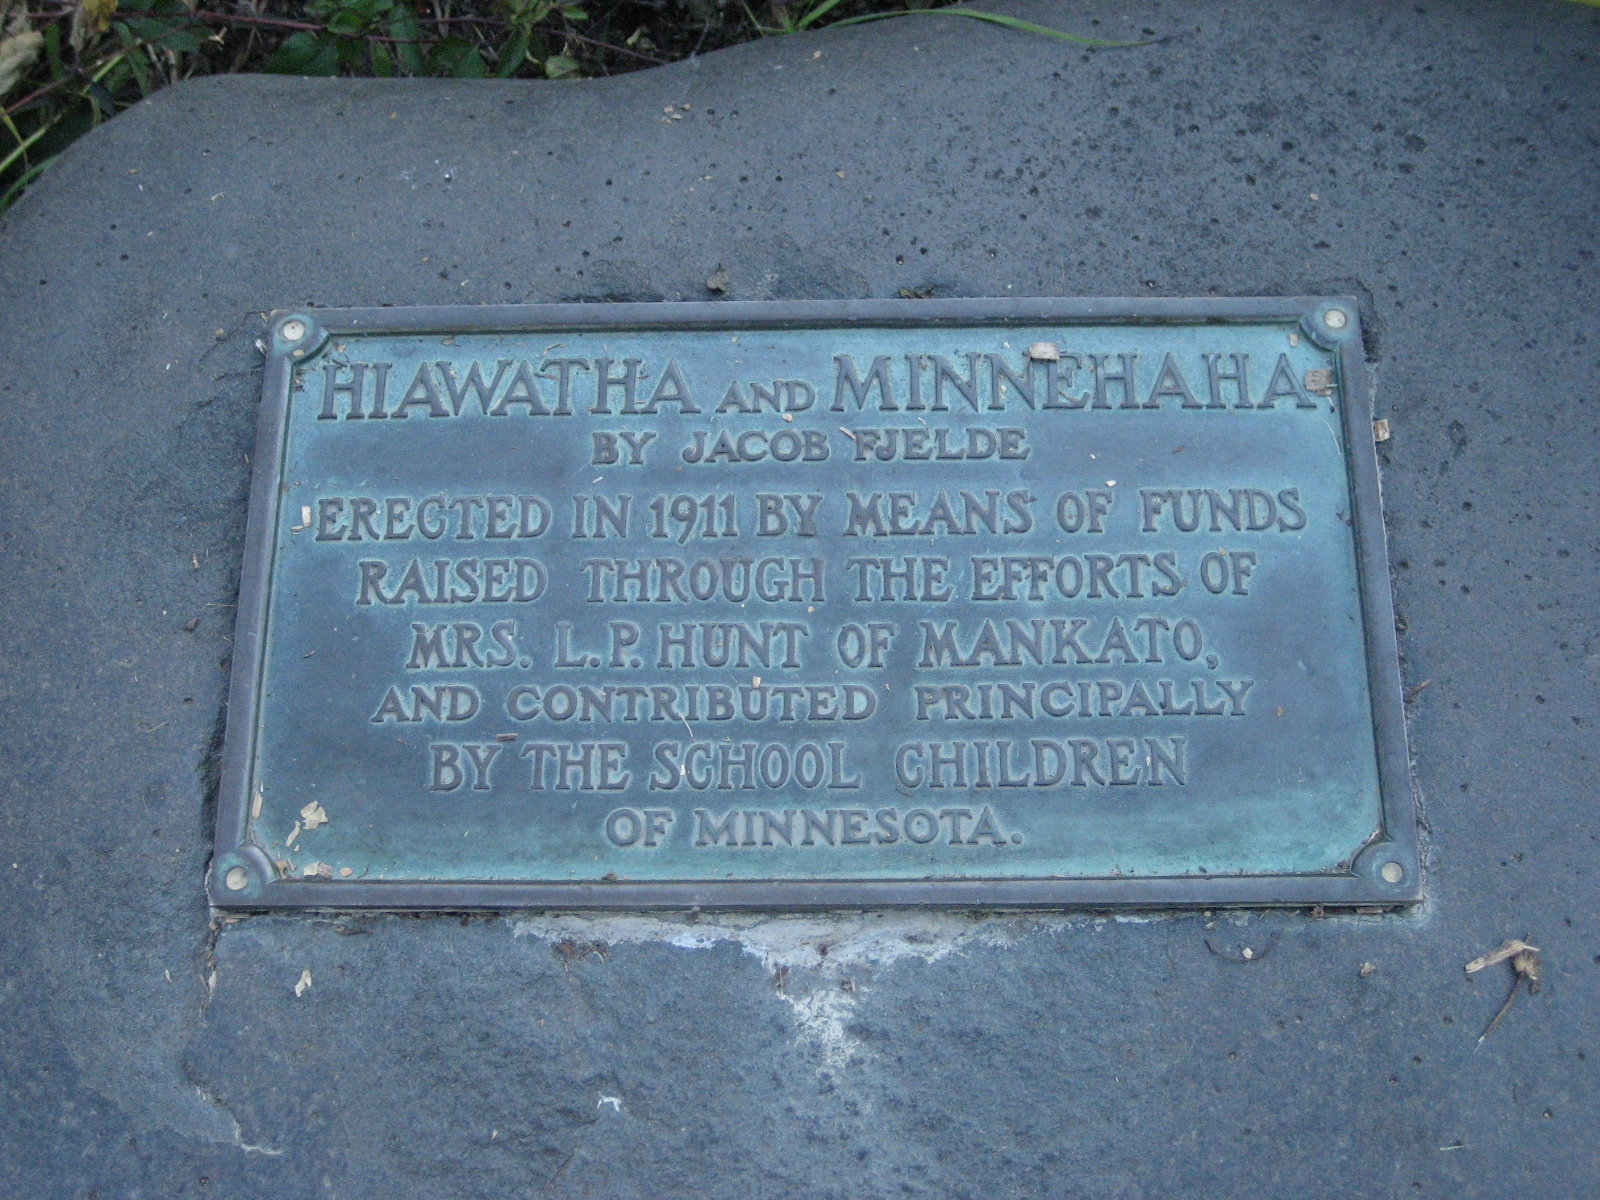 HIAWATHA AND MINNEHAHA
BY JACOB FJELDE
ERECTED IN 1911 BY MEANS OF FUNDS
RAISED THROUGH THE EFFORTS OF
MRS. L.P. HUNT OF MANKATO,
AND CONTRIBUTED PRINCIPALLY
BY THE SCHOOL CHILDREN
OF MINNESOTA.